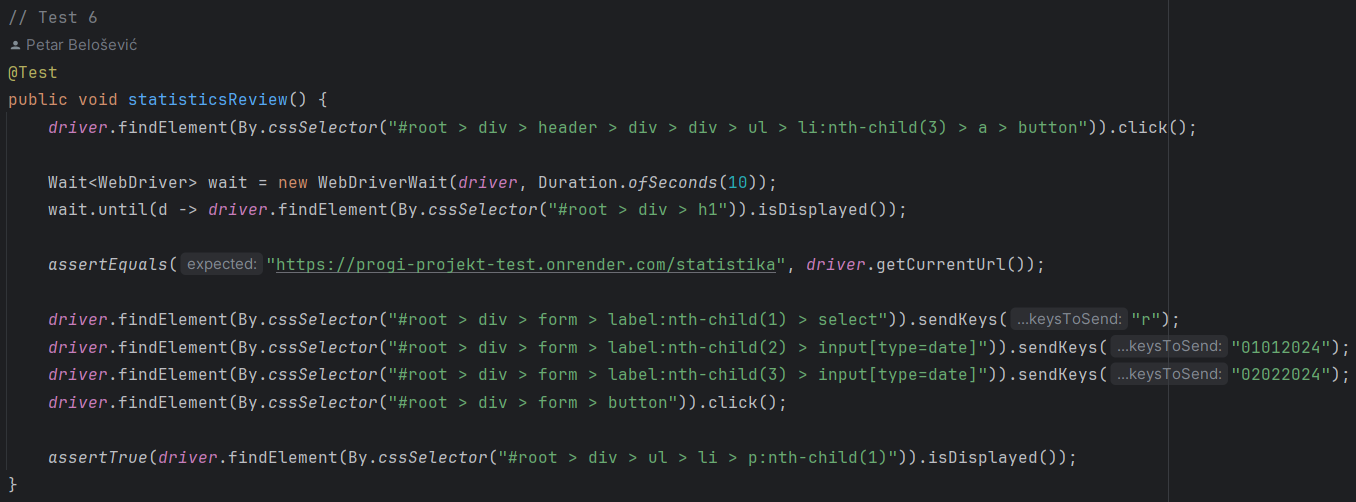 // Test 6
Petar Belošević
@Test
public void statisticsReview() {
driver.findElement(By.cssSelector("#root > div > header > div > div > ul > li:nth-child(3) > a > button")).click();
Wait<WebDriver> wait = new WebDriverWait(driver, Duration.ofSeconds(10));
wait.until(d -> driver.findElement(By.cssSelector("#root > div > h1")).isDisplayed());
assertEquals( expected: "https://progi-projekt-test.onrender.com/statistika", driver.getCurrentUrl());
driver.findElement(By.cssSelector("#root > div > form > label:nth-child(1) > select")).sendKeys( ...keysToSend: "r");
driver.findElement(By.cssSelector("#root > div > form > label:nth-child(2) > input[type=date]")).sendKeys( ...keysToSend: "01012024");
driver.findElement(By.cssSelector("#root > div > form > label:nth-child(3) > input[type=date]")).sendKeys( ...keysToSend: "02022024");
driver.findElement(By.cssSelector("#root > div > form > button")).click();
assertTrue(driver.findElement(By.cssSelector("#root > div > ul > li > p:nth-child(1)")).isDisplayed());
}